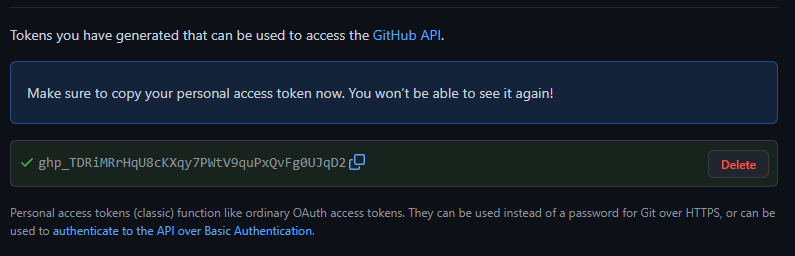 Tokens you have generated that can be used to access the GitHub API.
Make sure to copy your personal access token now. You won't be able to see it again!
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
Delete
Personal access tokens (classic) function like ordinary OAuth access tokens. They can be used instead of a password for Git over HTTPS, or can be
used to authenticate to the API over Basic Authentication.